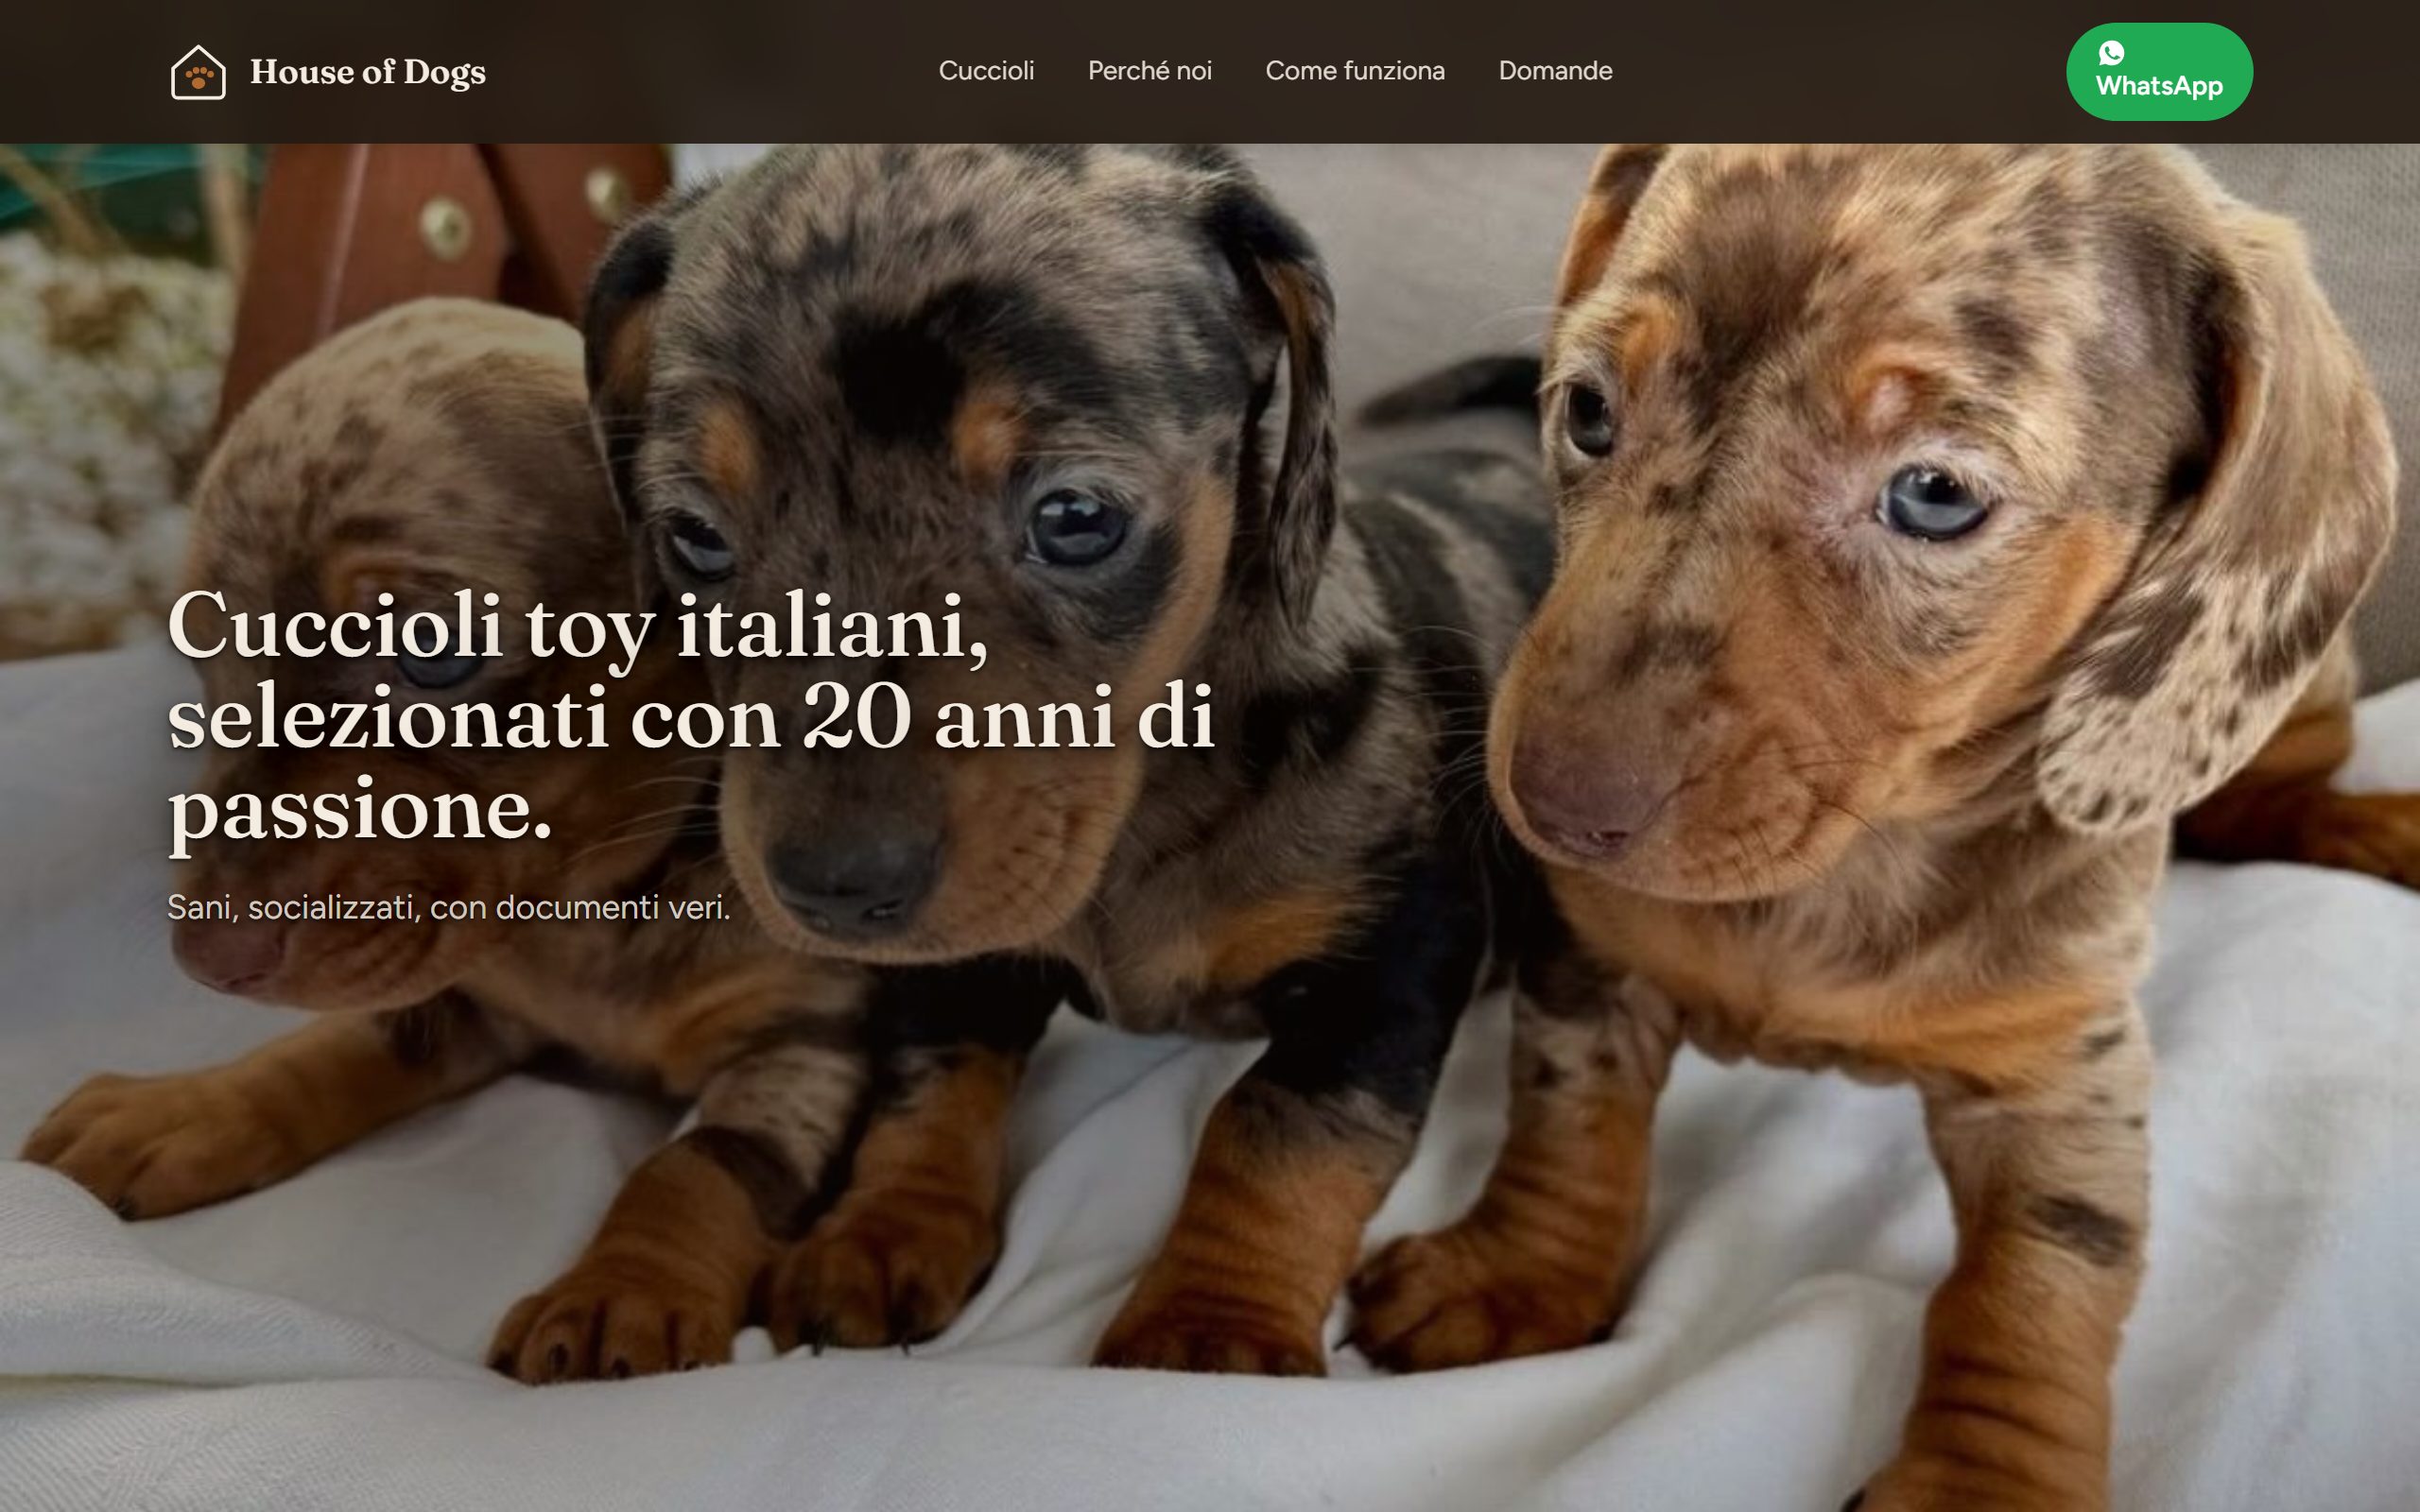 House of Dogs
Cuccioli
Perché noi
Come funziona
Domande
WhatsApp
Cuccioli toy italiani,
selezionati con 20 anni di
passione.
Sani, socializzati, con documenti veri.